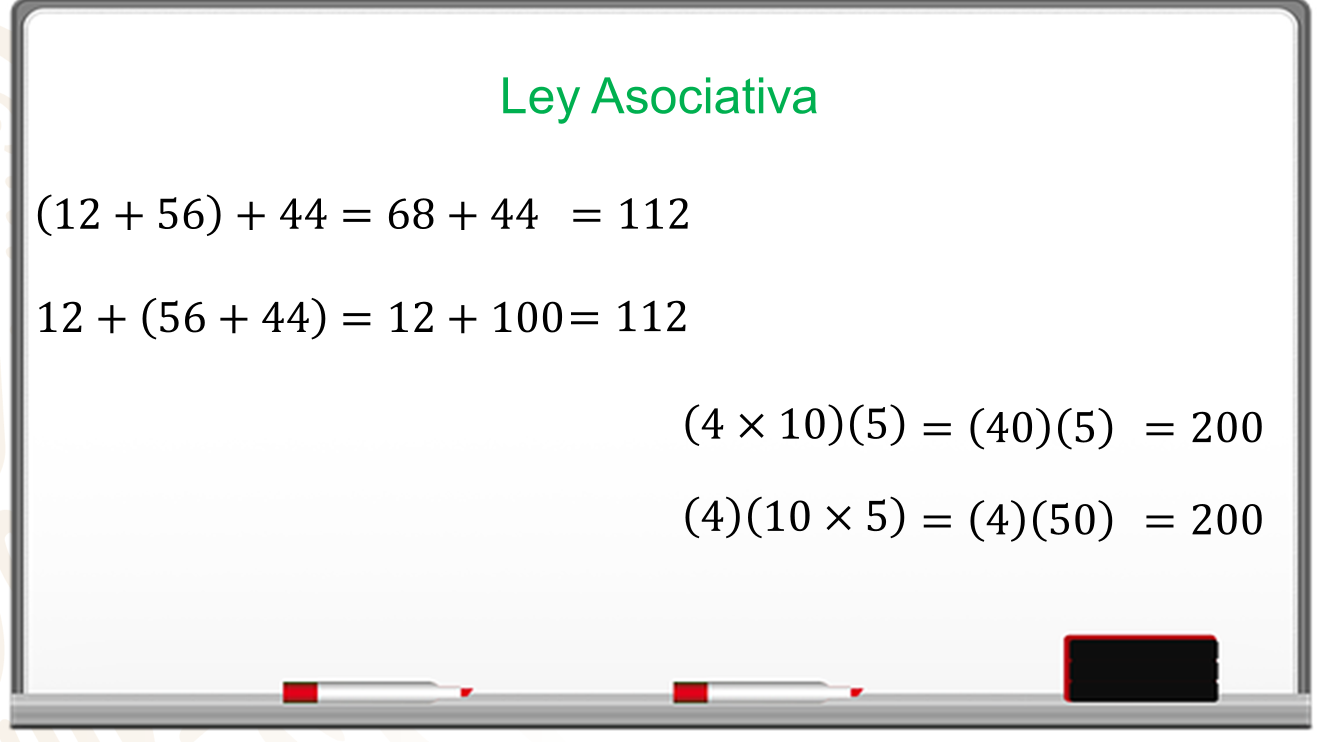 Ley Asociativa
(12 + 56) + 44 = 68 + 44 = 112
12 + (56 + 44) = 12 + 100 = 112
(4 × 10)(5) = (40)(5) = 200
(4)(10 × 5) = (4)(50) = 200